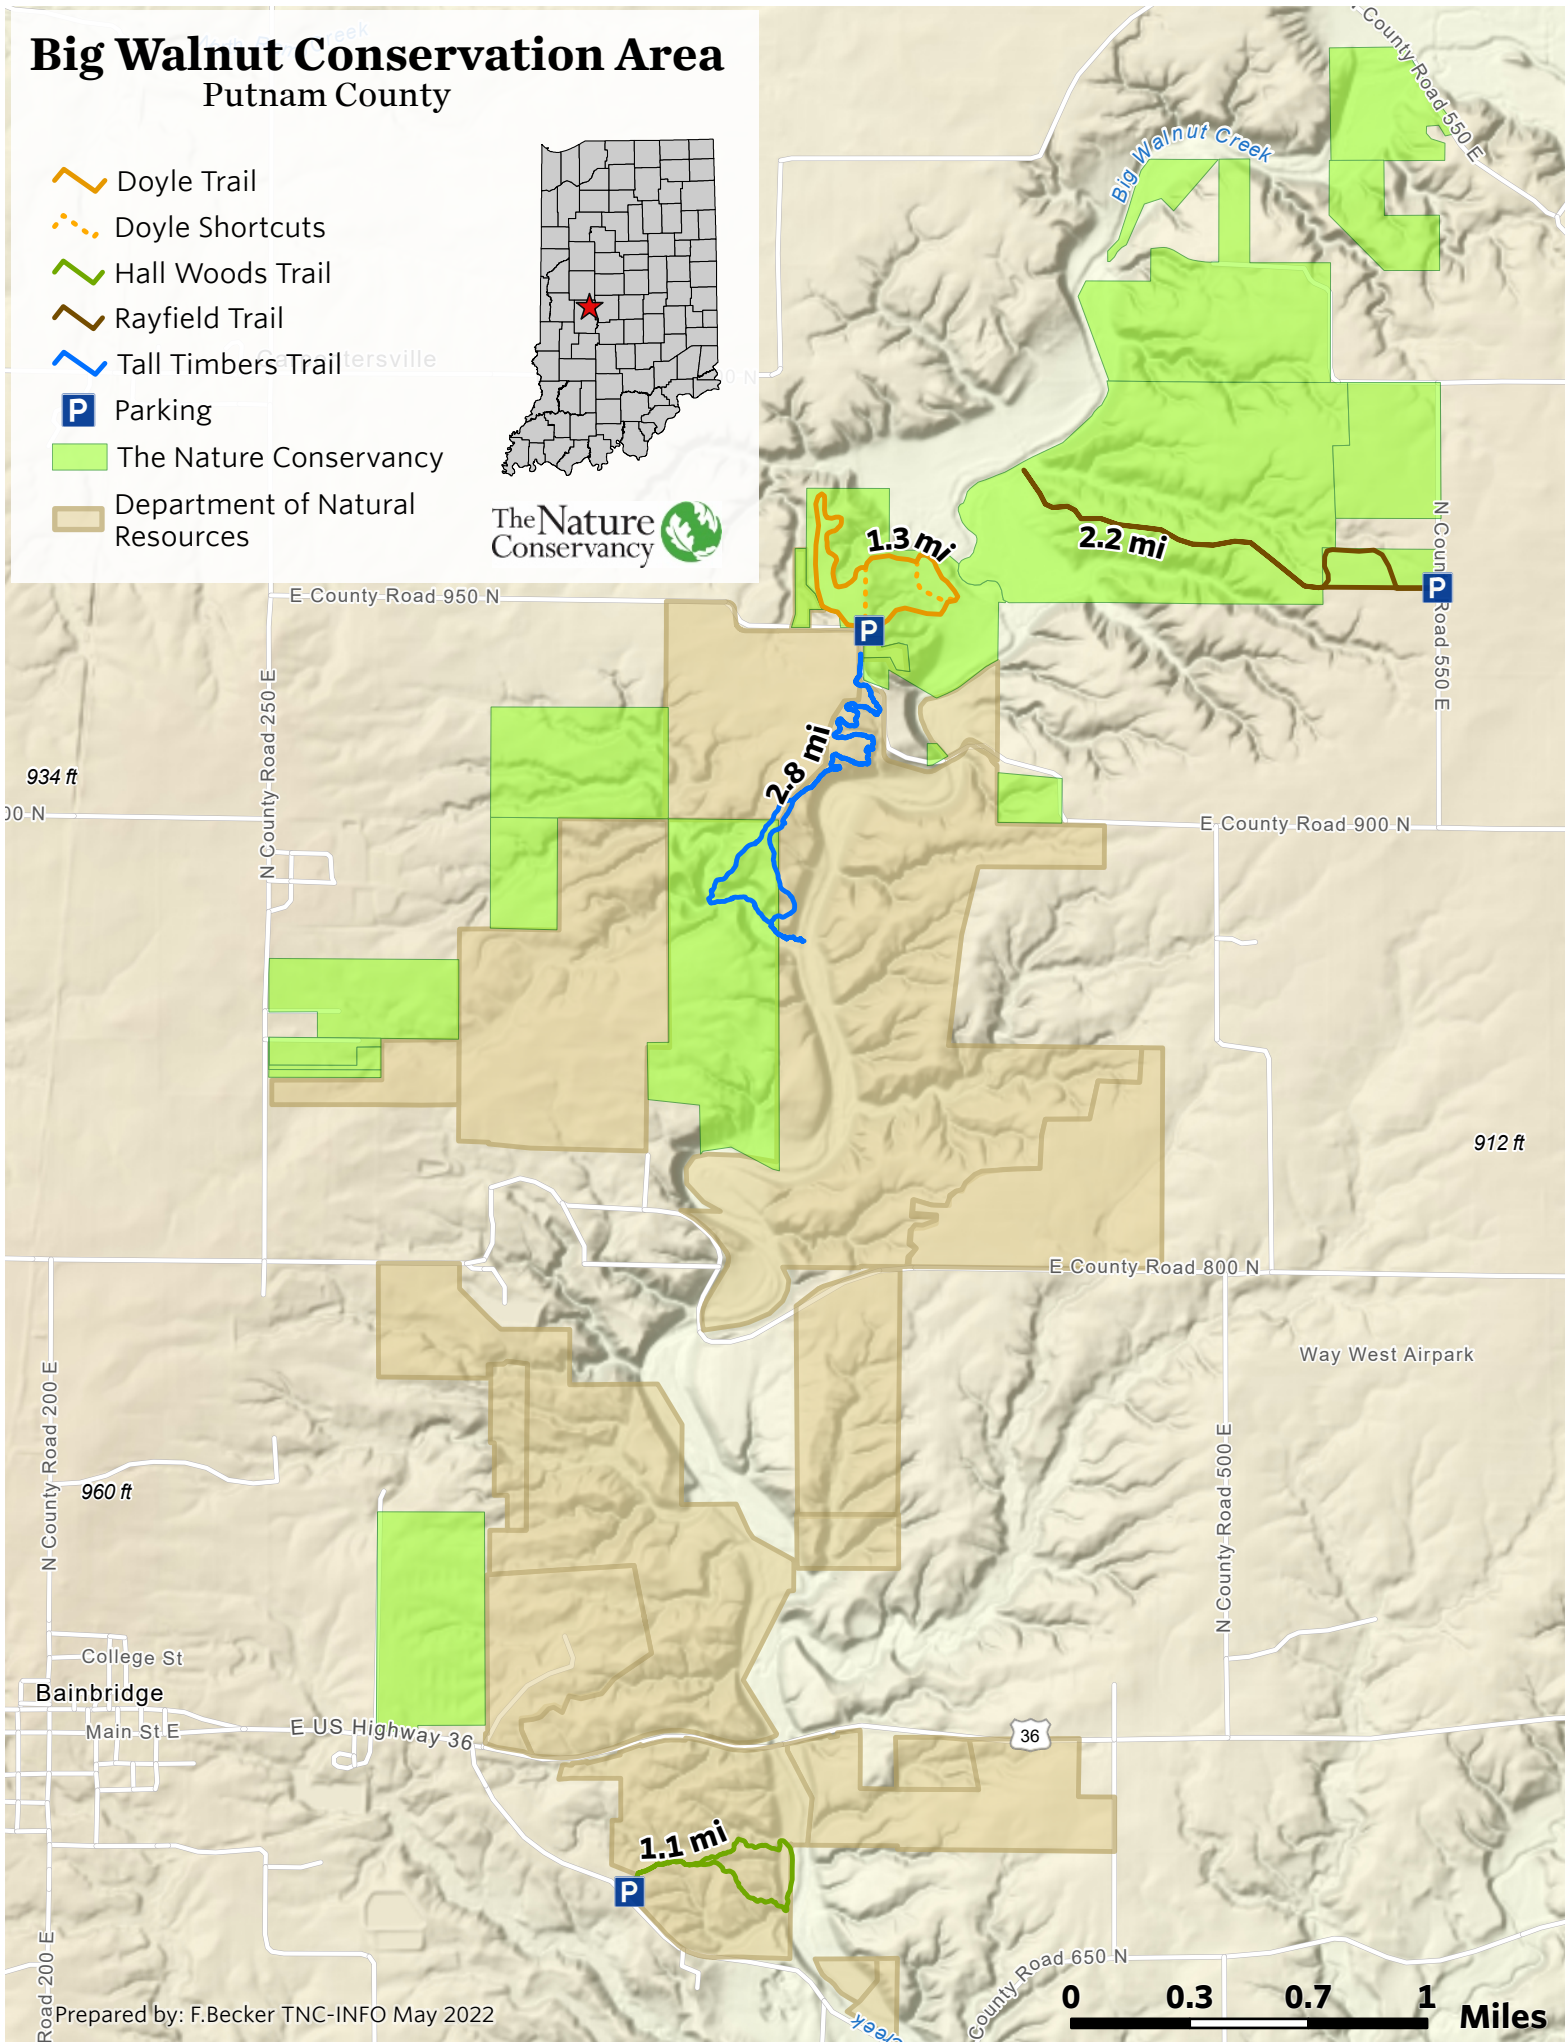 Big Walnut Conservation Area
Putnam County
Doyle Trail
Doyle Shortcuts
Hall Woods Trail
Rayfield Trail
Tall Timbers Trail
P Parking
The Nature Conservancy
Department of Natural
Resources
The Nature
Conservancy
N County Road 550 E
Big Walnut Creek
1.3 mi
2.2 mi
P
N County Road 550 E
E County Road 950 N
P
N County Road 250 E
2.8 mi
934 ft
00 N
E County Road 900 N
912 ft
E County Road 800 N
Way West Airpark
N County Road 200 E
960 ft
N County Road 500 E
College St
Bainbridge
Main St E
E US Highway 36
36
1.1 mi
P
County Road 650 N
Road 200 E
Creek
Prepared by: F.Becker TNC-INFO May 2022
0 0.3 0.7 1 Miles